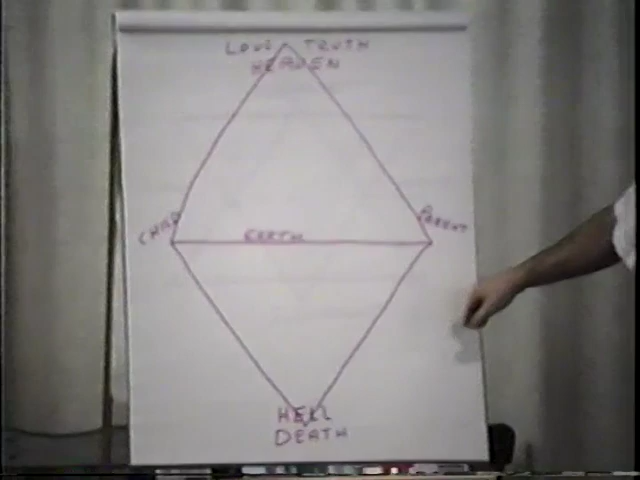 LOVE TRUTH
HEAVEN
CHILD
PARENT
EARTH
HELL
DEATH